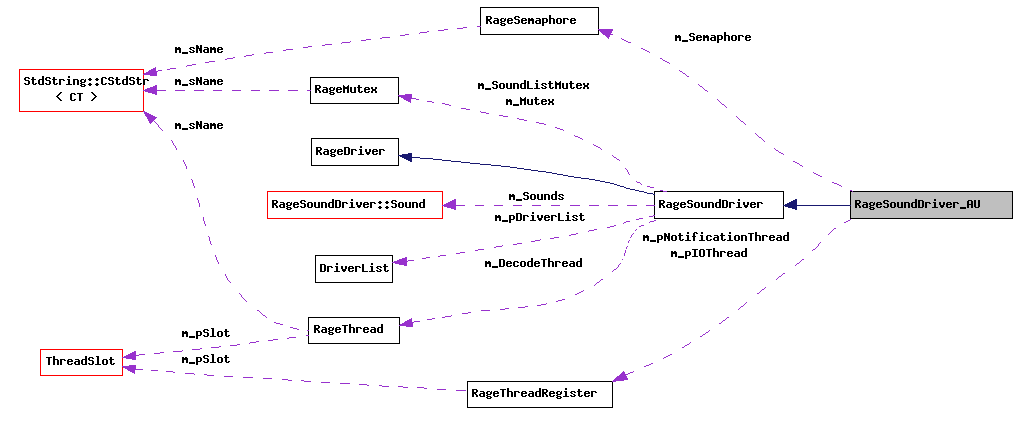 RageSemaphore
m_Semaphore
m_sName
StdString::CStdStr
< CT >
m_sName
RageMutex
m_SoundListMutex
m_Mutex
m_sName
RageDriver
RageSoundDriver::Sound
m_Sounds
RageSoundDriver
RageSoundDriver_AU
m_pDriverList
m_pNotificationThread
m_pIOThread
DriverList
m_DecodeThread
RageThread
m_pSlot
ThreadSlot
m_pSlot
RageThreadRegister